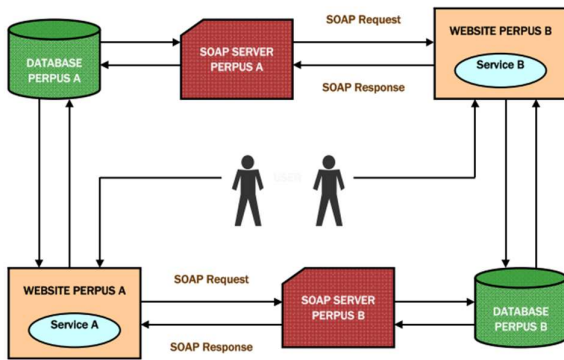 DATABASE
PERPUS A
SOAP SERVER
PERPUS A
SOAP Request
SOAP Response
WEBSITE PERPUS B
Service B
USER
WEBSITE PERPUS A
Service A
SOAP Request
SOAP Response
SOAP SERVER
PERPUS B
DATABASE
PERPUS B